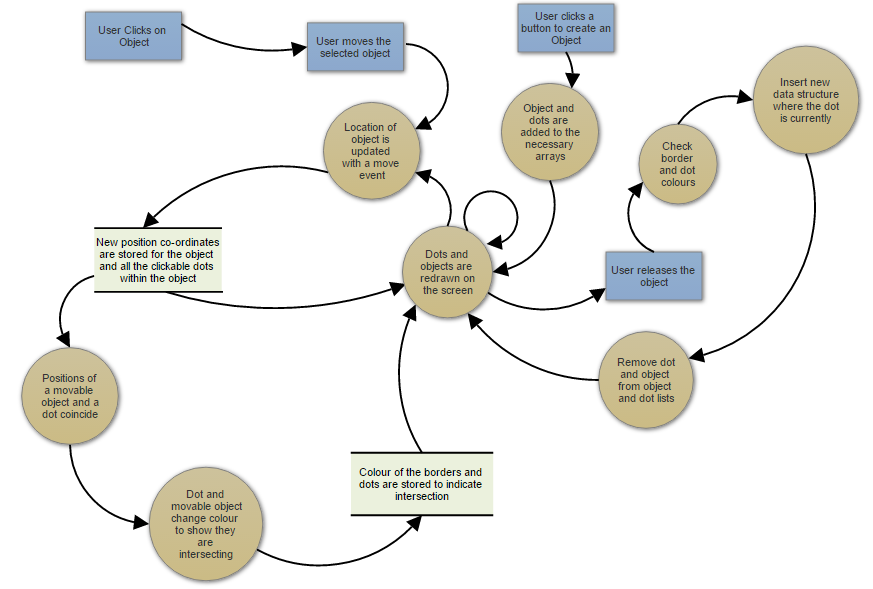 User Clicks on
Object
User moves the
selected object
User clicks a
button to create an
Object
Insert new
data structure
where the dot
is currently
Object and
dots are
added to the
necessary
arrays
Location of
object is
updated
with a move
event
Check
border
and dot
colours
New position co-ordinates
are stored for the object
and all the clickable dots
within the object
Dots and
objects are
redrawn on
the screen
User releases the
object
Positions of
a movable
object and a
dot coincide
Remove dot
and object
from object
and dot lists
Colour of the borders and
dots are stored to indicate
intersection
Dot and
movable object
change colour
to show they
are
intersecting